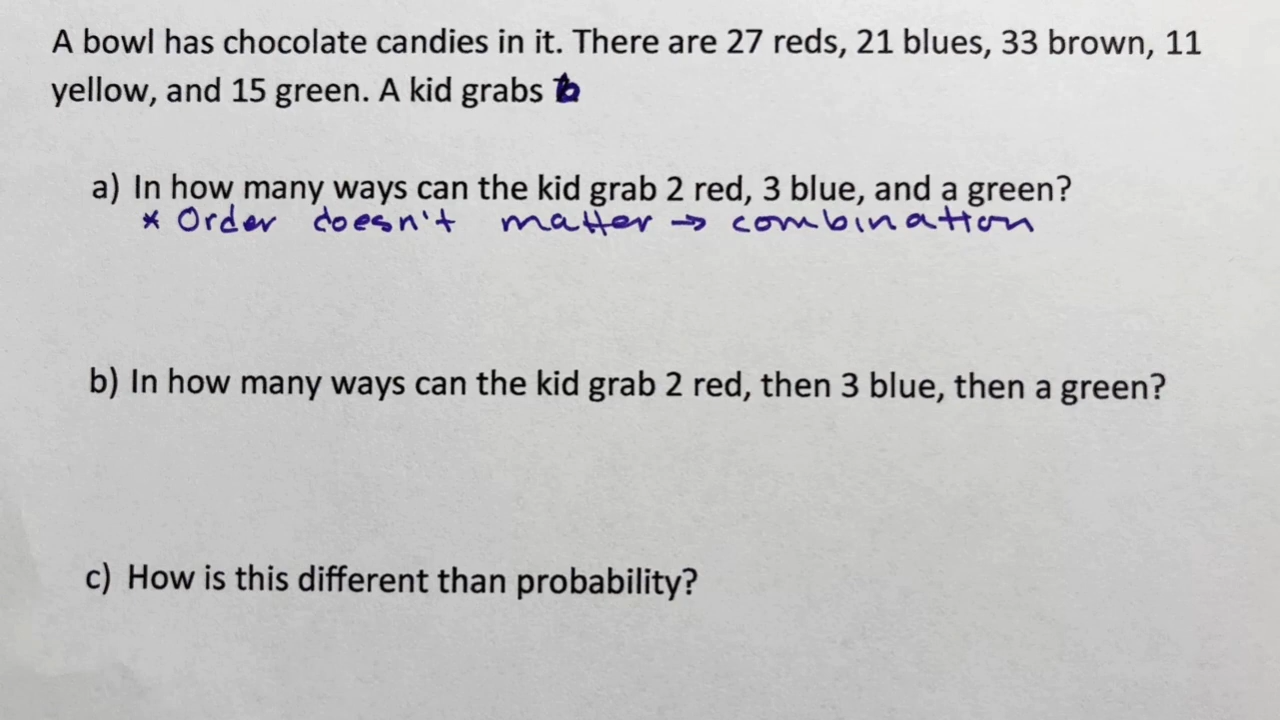 A bowl has chocolate candies in it. There are 27 reds, 21 blues, 33 brown, 11
yellow, and 15 green. A kid grabs
a) In how many ways can the kid grab 2 red, 3 blue, and a green?
* Order doesn't matter → combination
b) In how many ways can the kid grab 2 red, then 3 blue, then a green?
c) How is this different than probability?